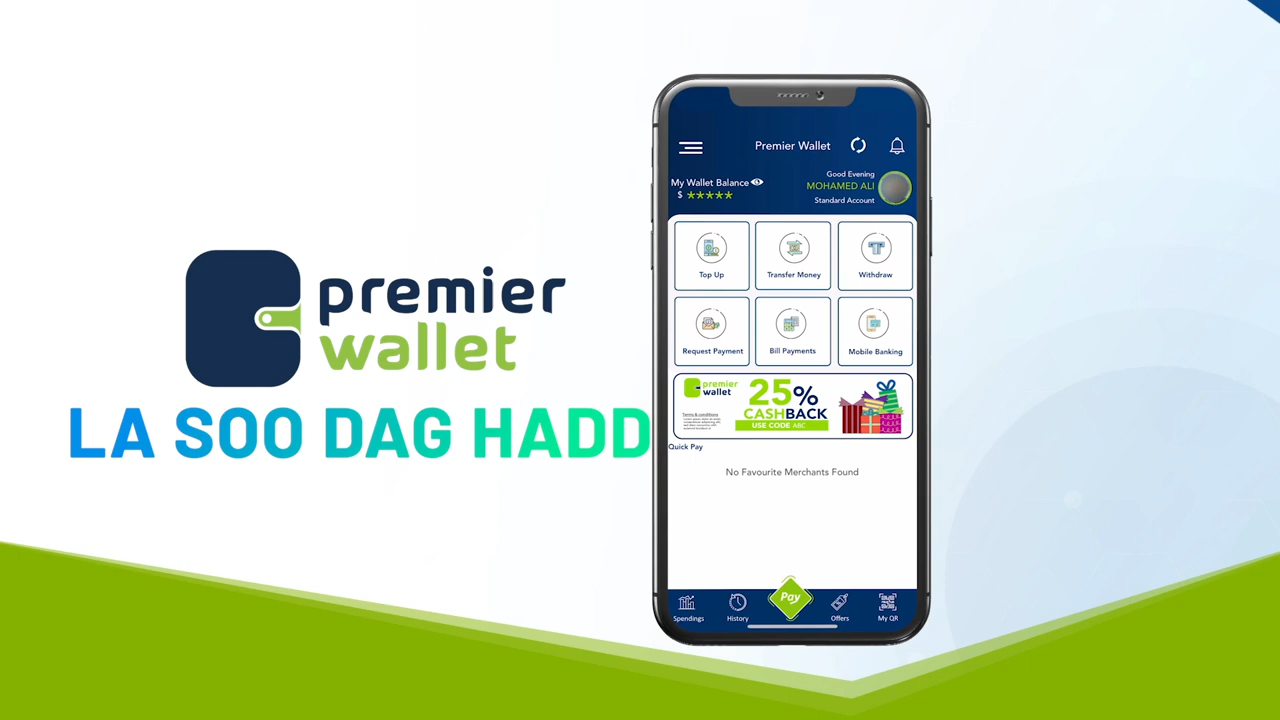 premier
wallet
LA SOO DAG HADD
Premier Wallet
My Wallet Balance
$ *****
Good Evening
MOHAMED ALI
Standard Account
Top Up
Transfer Money
Withdraw
Request Payment
Bill Payments
Mobile Banking
premier
wallet
Terms & conditions
25%
CASHBACK
USE CODE ABC
Quick Pay
No Favourite Merchants Found
Spendings
History
Pay
Offers
My QR